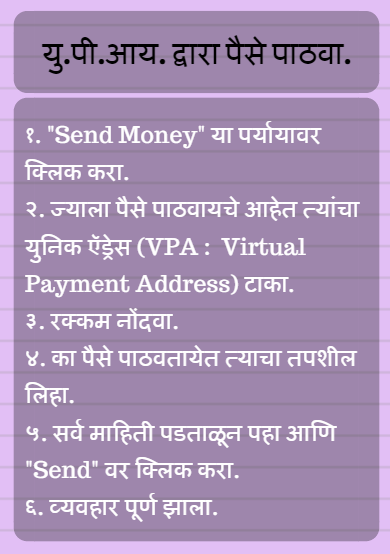 यु.पी.आय. द्वारा पैसे पाठवा.
१. "Send Money" या पर्यायावर
क्लिक करा.
२. ज्याला पैसे पाठवायचे आहेत त्यांचा
युनिक ऍड्रेस (VPA : Virtual
Payment Address) टाका.
३. रक्कम नोंदवा.
४. का पैसे पाठवतायेत त्याचा तपशील
लिहा.
५. सर्व माहिती पडताळून पहा आणि
"Send" वर क्लिक करा.
६. व्यवहार पूर्ण झाला.